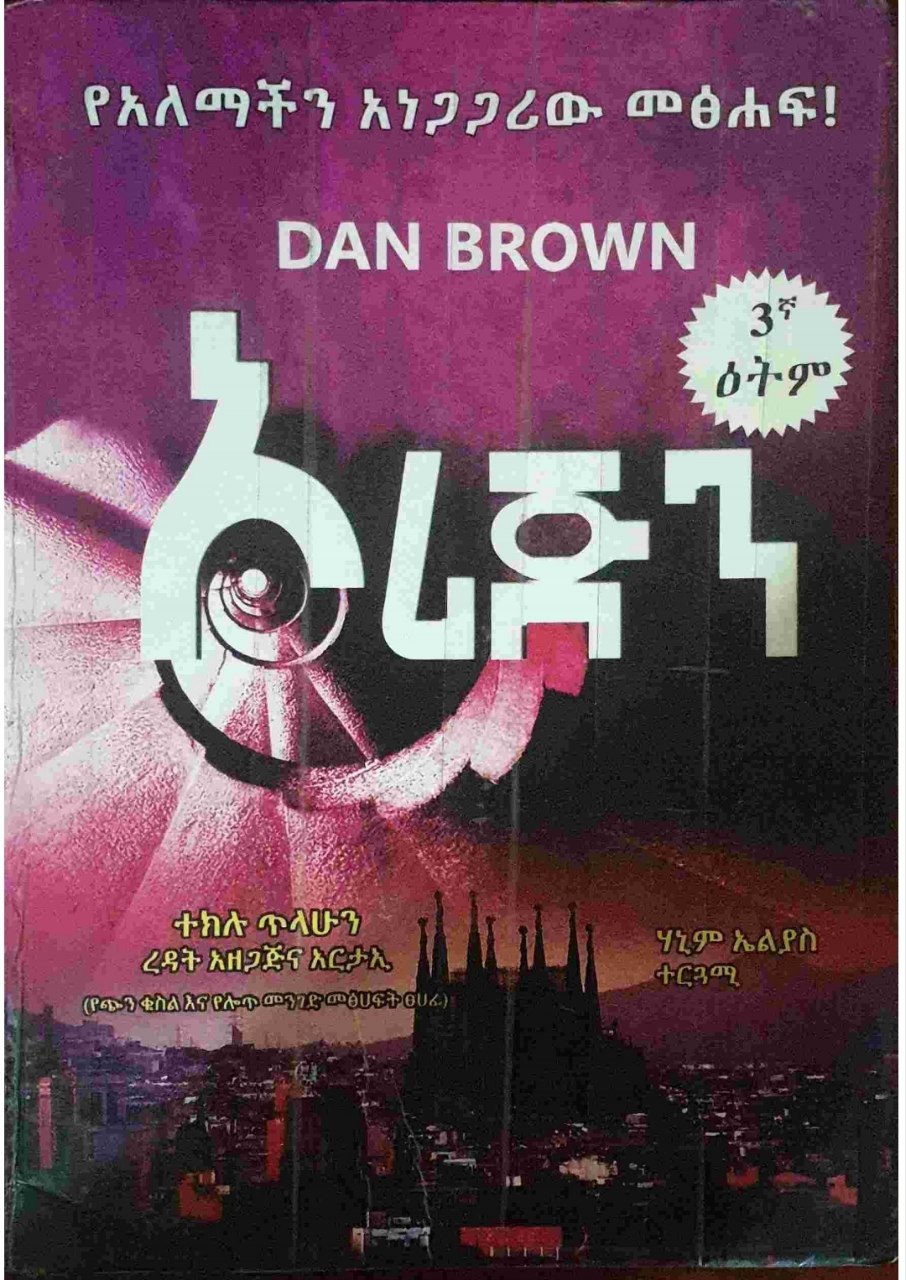 የአለማችን አነጋጋሪው መፅሐፍ!
DAN BROWN
3ኛ
ዕትም
ኦሪጅን
ተክሉ ጥላሁን
ረዳት አዘጋጅና አርታኢ
(የጭን ቁስል እና የሎጥ መንገድ መፅሀፍት ፀሀፊ)
ሃኒም ኤልያስ
ተርጓሚ